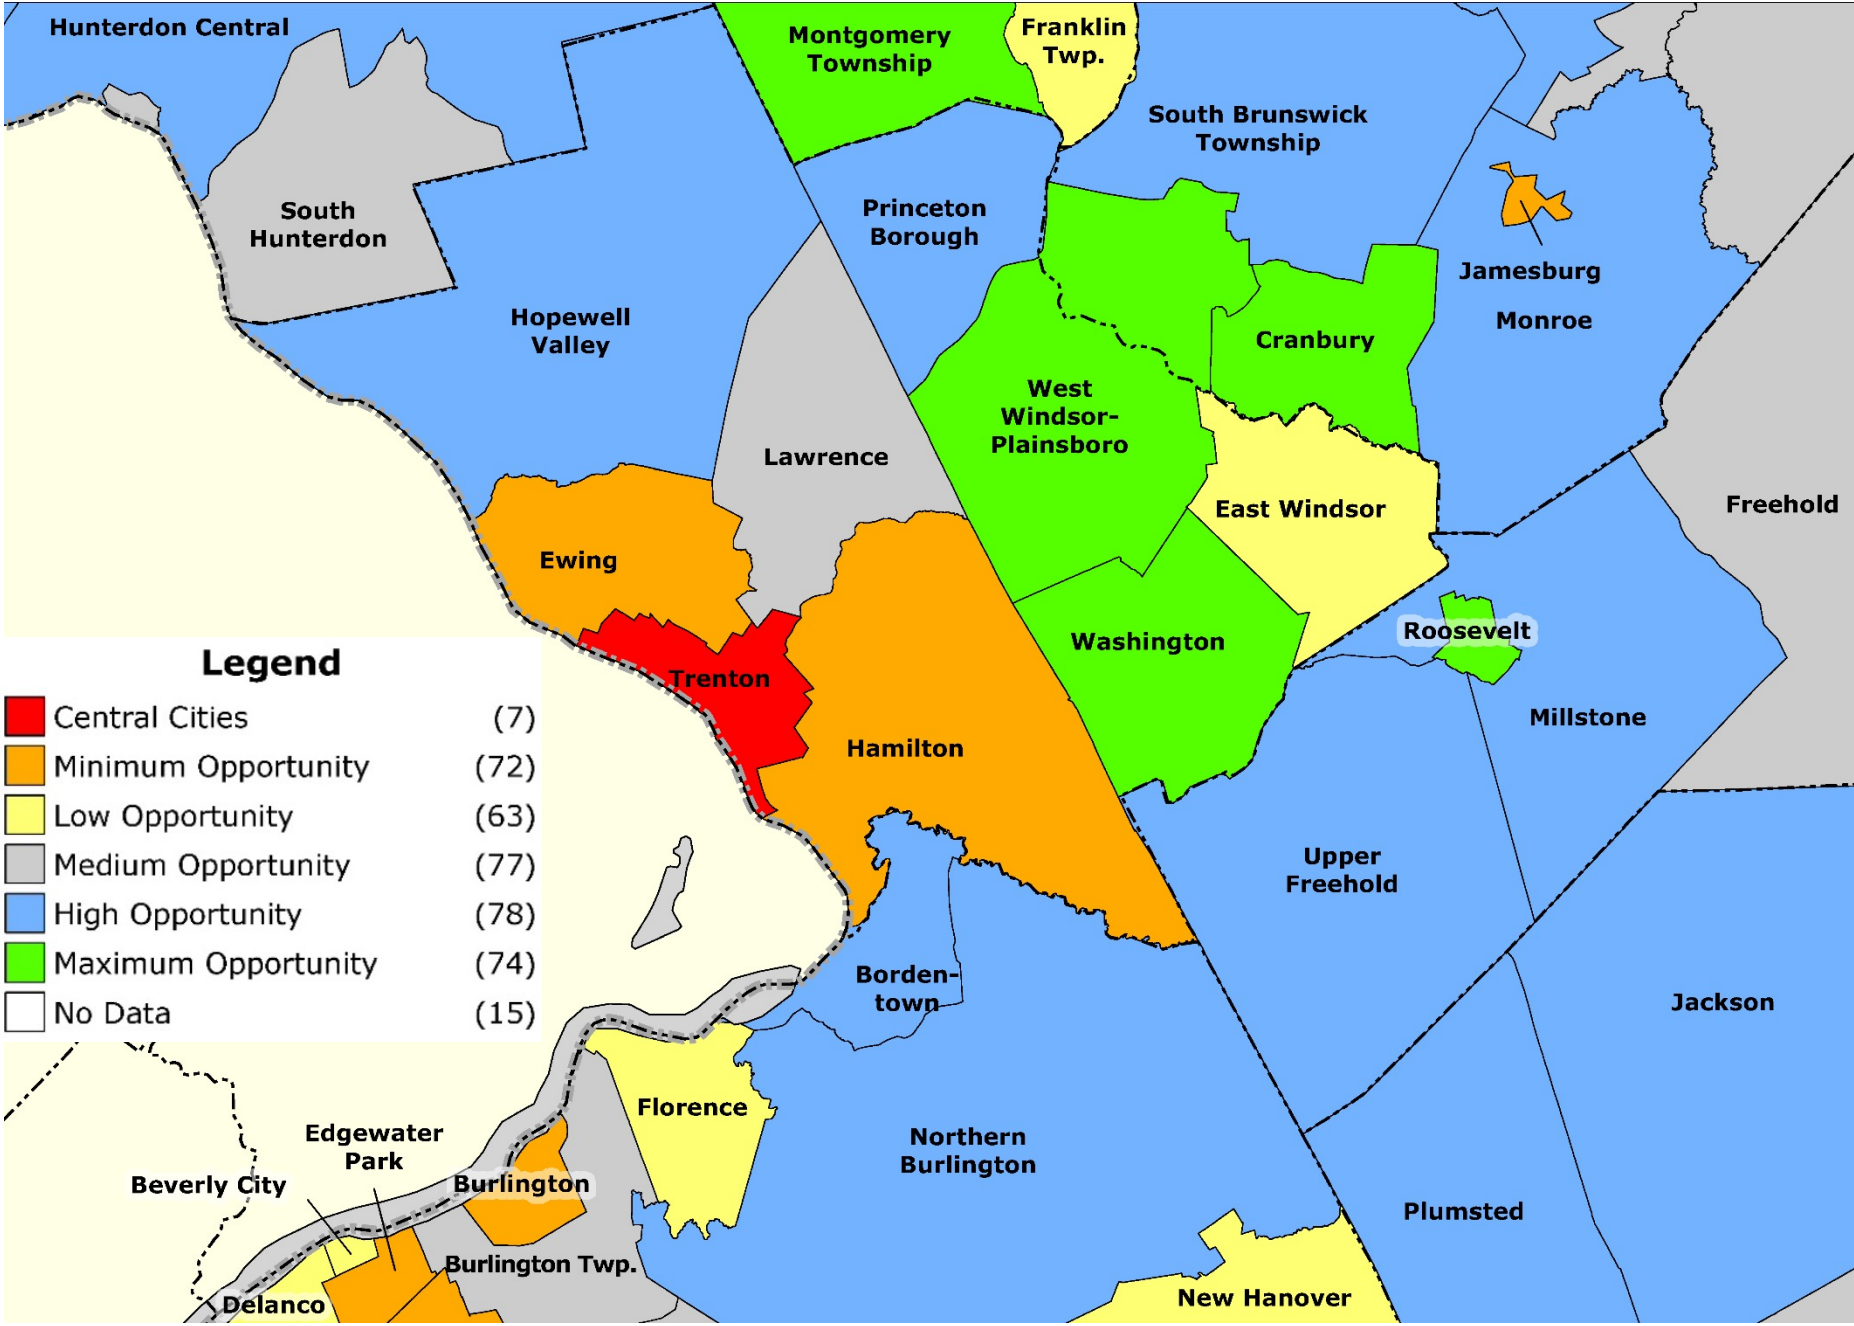 Hunterdon Central
Montgomery
Township
Franklin
Twp.
South Brunswick
Township
South
Hunterdon
Princeton
Borough
Jamesburg
Monroe
Hopewell
Valley
Cranbury
West
Windsor-
Plainsboro
Lawrence
East Windsor
Freehold
Ewing
Roosevelt
Washington
Trenton
Millstone
Hamilton
Upper
Freehold
Borden-
town
Jackson
Legend
Central Cities (7)
Minimum Opportunity (72)
Low Opportunity (63)
Medium Opportunity (77)
High Opportunity (78)
Maximum Opportunity (74)
No Data (15)
Florence
Edgewater
Park
Northern
Burlington
Beverly City
Burlington
Plumsted
Burlington Twp.
Delanco
New Hanover